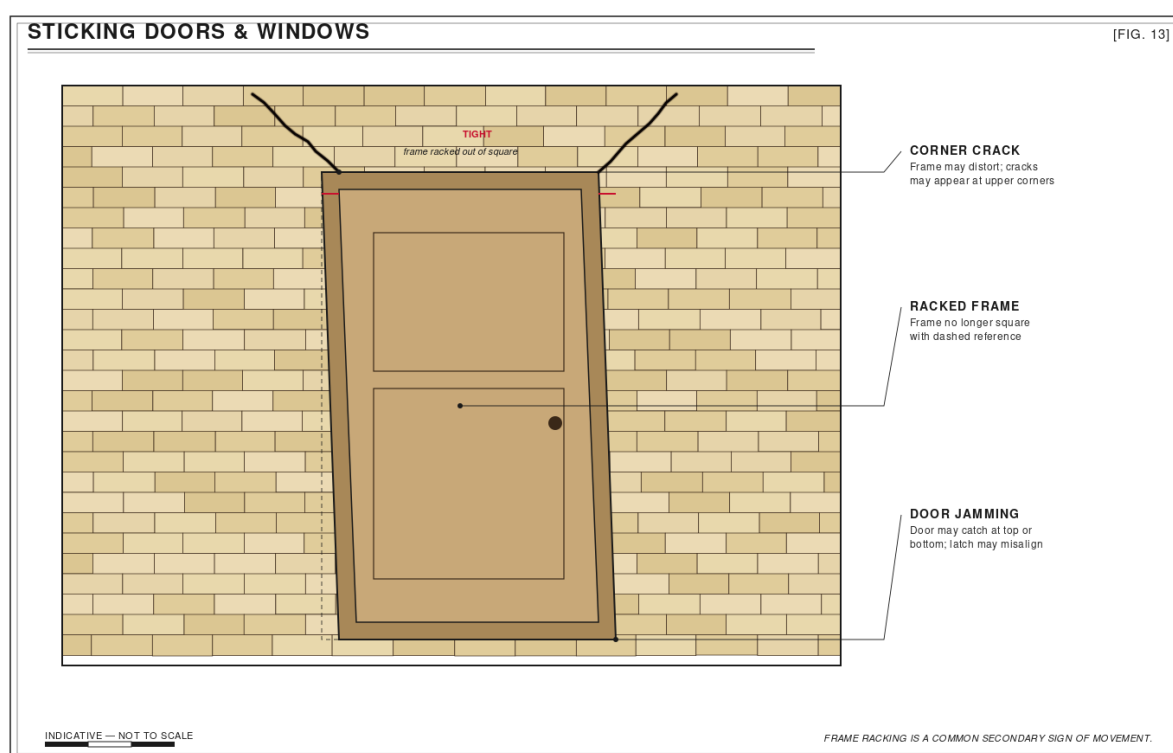 STICKING DOORS & WINDOWS
[FIG. 13]
TIGHT
frame racked out of square
CORNER CRACK
Frame may distort; cracks
may appear at upper corners
RACKED FRAME
Frame no longer square
with dashed reference
DOOR JAMMING
Door may catch at top or
bottom; latch may misalign
INDICATIVE — NOT TO SCALE
FRAME RACKING IS A COMMON SECONDARY SIGN OF MOVEMENT.